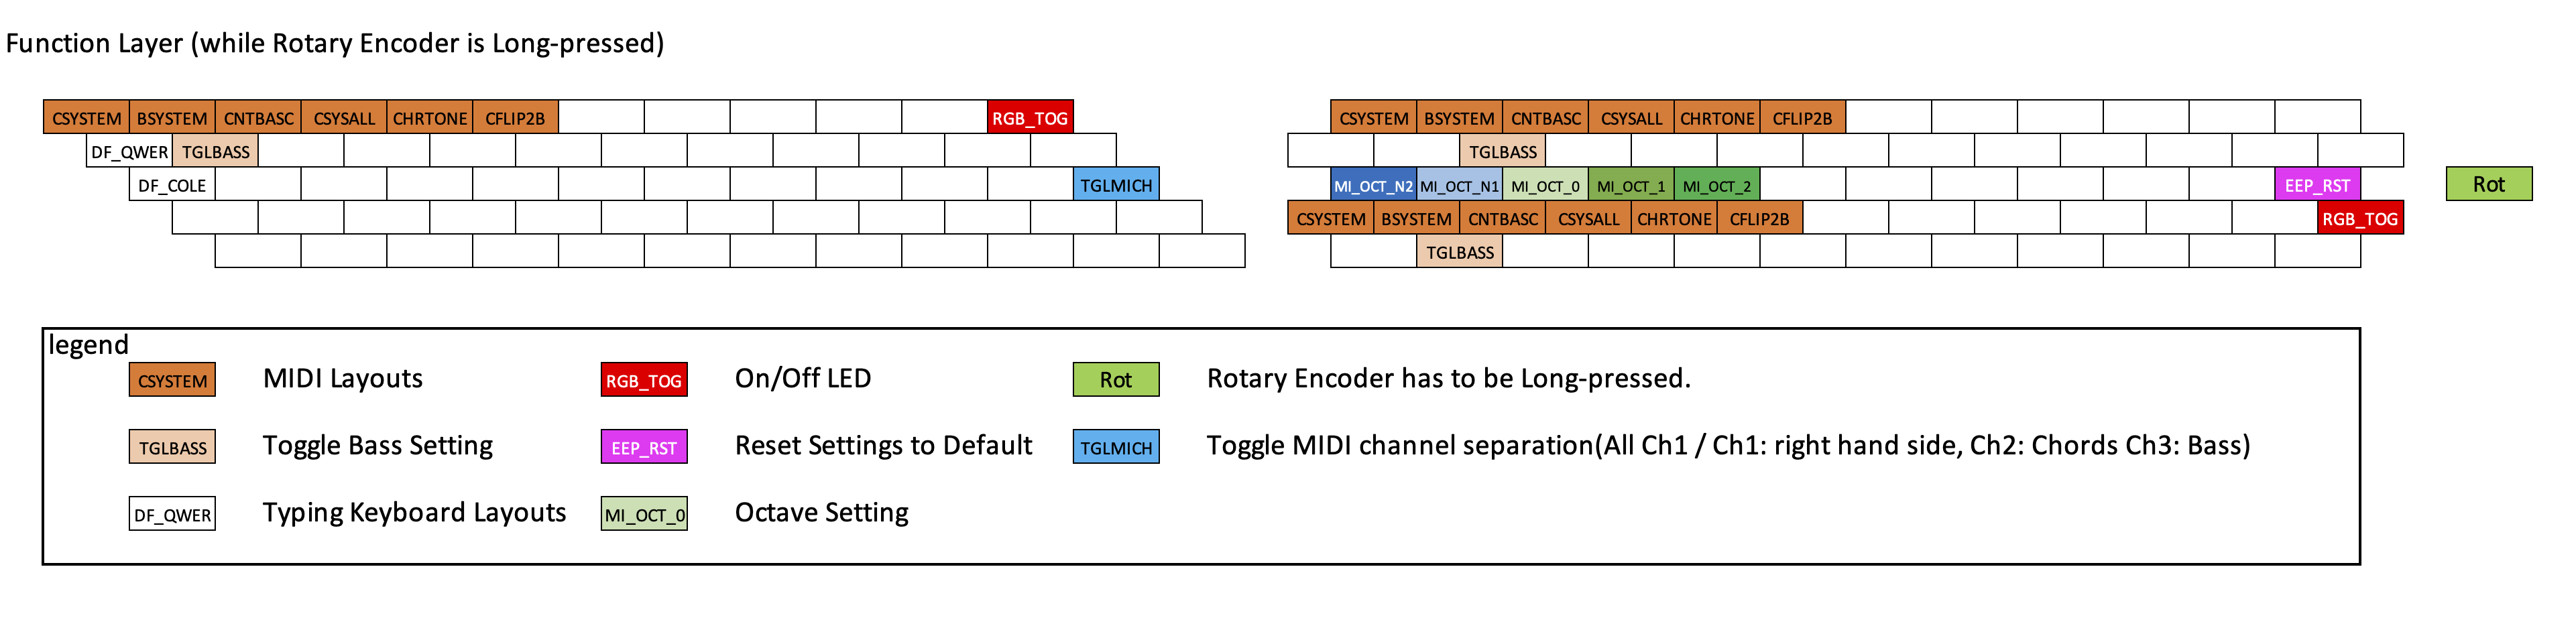 Function Layer (while Rotary Encoder is Long-pressed)
CSYSTEM BSYSTEM CNTBASC CSYSALL CHRTONE CFLIP2B RGB_TOG CSYSTEM BSYSTEM CNTBASC CSYSALL CHRTONE CFLIP2B
DF_QWER TGLBASS TGLBASS
DF_COLE TGLMICH MI_OCT_N2 MI_OCT_N1 MI_OCT_0 MI_OCT_1 MI_OCT_2 EEP_RST Rot
CSYSTEM BSYSTEM CNTBASC CSYSALL CHRTONE CFLIP2B RGB_TOG
TGLBASS
legend
CSYSTEM MIDI Layouts RGB_TOG On/Off LED Rot Rotary Encoder has to be Long-pressed.
TGLBASS Toggle Bass Setting EEP_RST Reset Settings to Default TGLMICH Toggle MIDI channel separation(All Ch1 / Ch1: right hand side, Ch2: Chords Ch3: Bass)
DF_QWER Typing Keyboard Layouts MI_OCT_0 Octave Setting